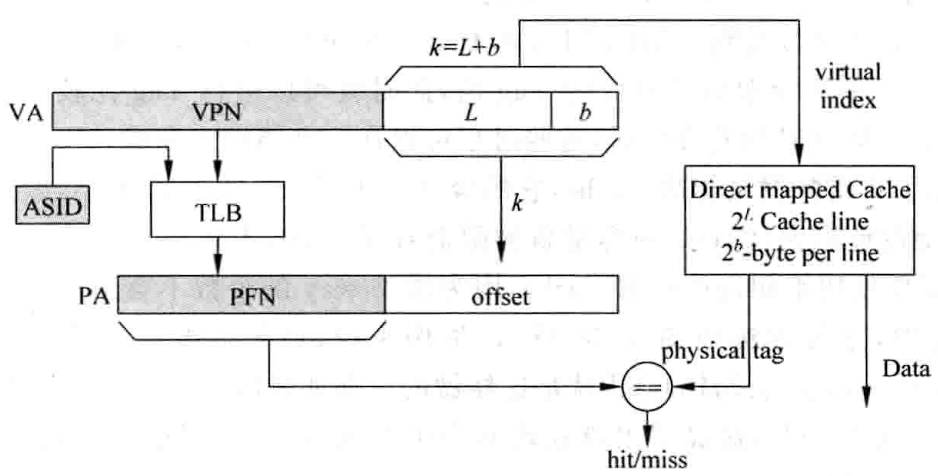 k=L+b
virtual
index
VA
VPN
L
b
ASID
TLB
k
Direct mapped Cache
2^l Cache line
2^b-byte per line
PA
PFN
offset
physical tag
==
Data
hit/miss